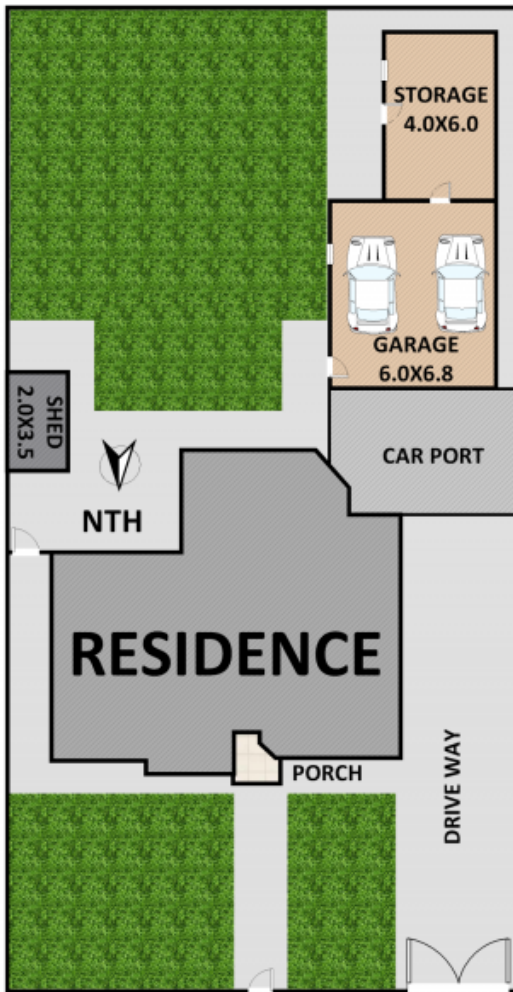 STORAGE
4.0X6.0
GARAGE
6.0X6.8
SHED
2.0X3.5
CAR PORT
NTH
RESIDENCE
PORCH
DRIVE WAY